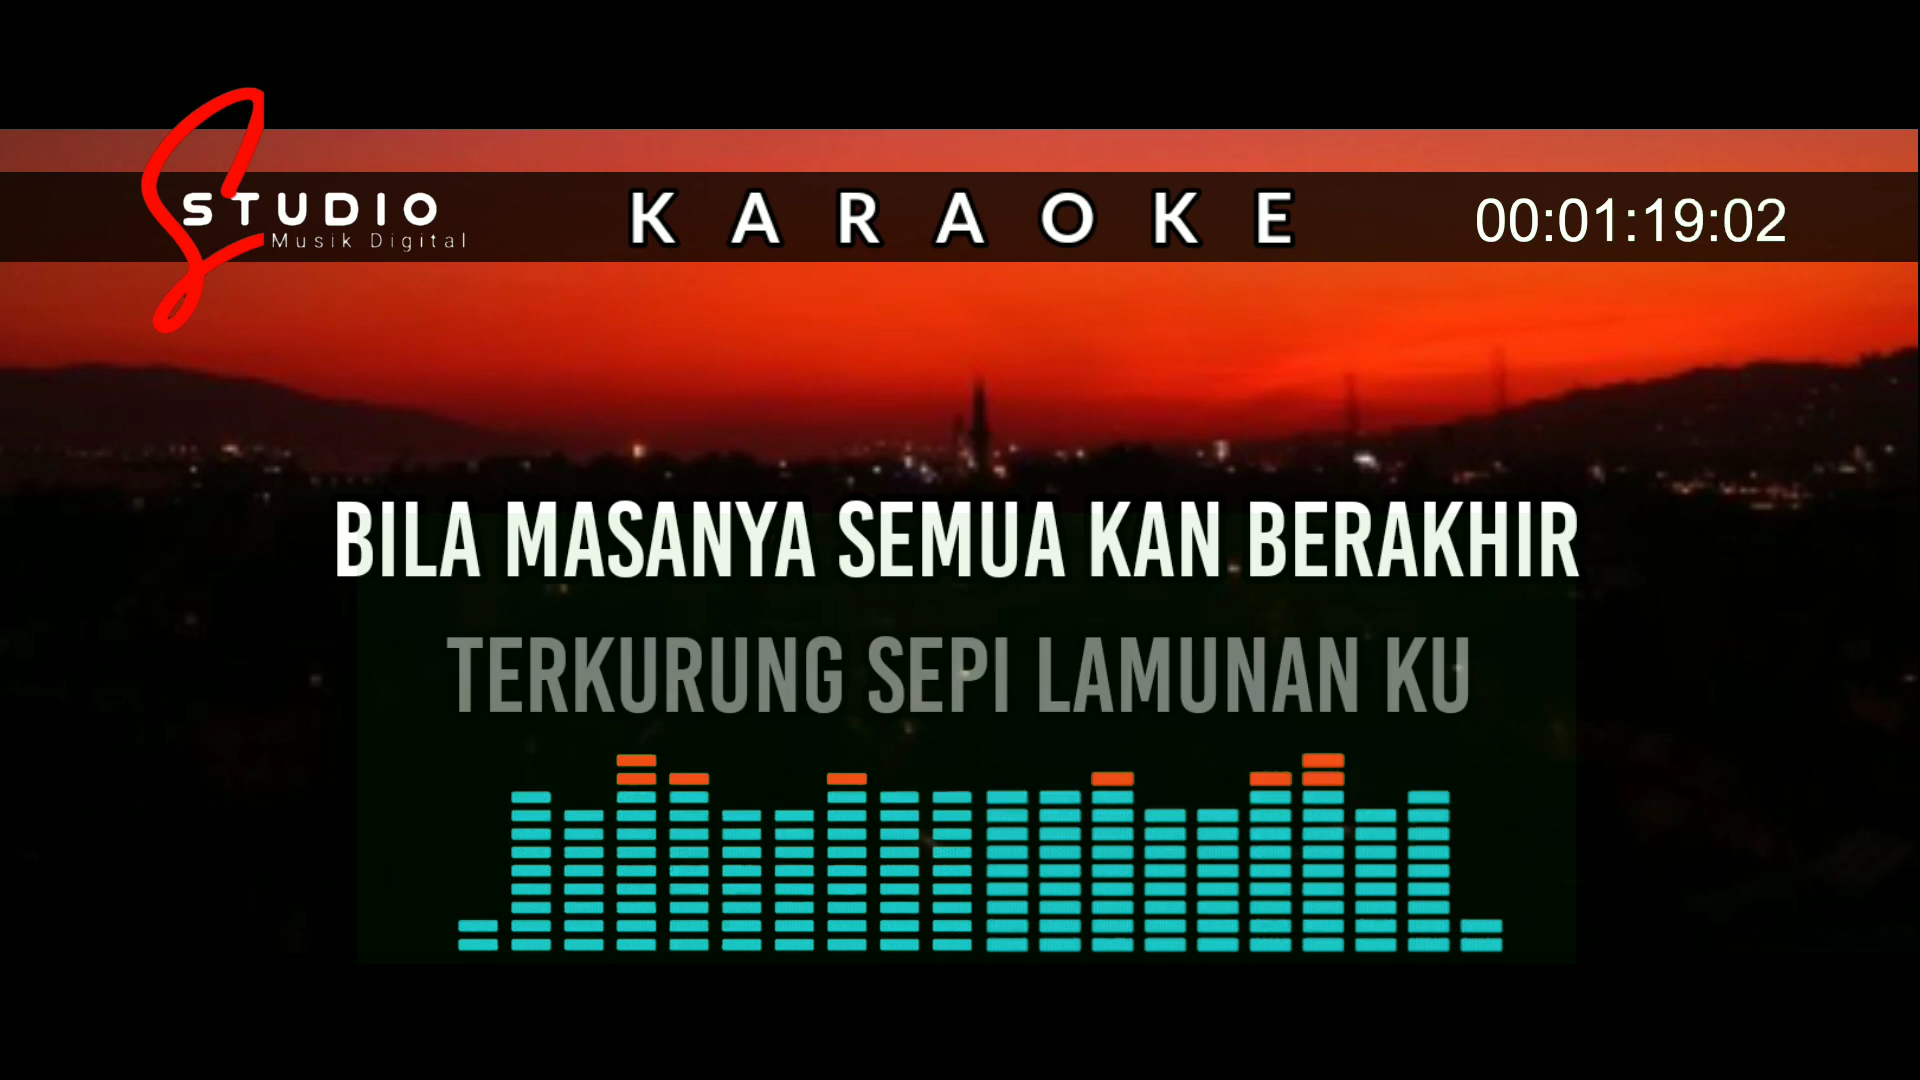 STUDIO
Musik Digital
KARAOKE
00:01:19:02
BILA MASANYA SEMUA KAN BERAKHIR
TERKURUNG SEPI LAMUNAN KU